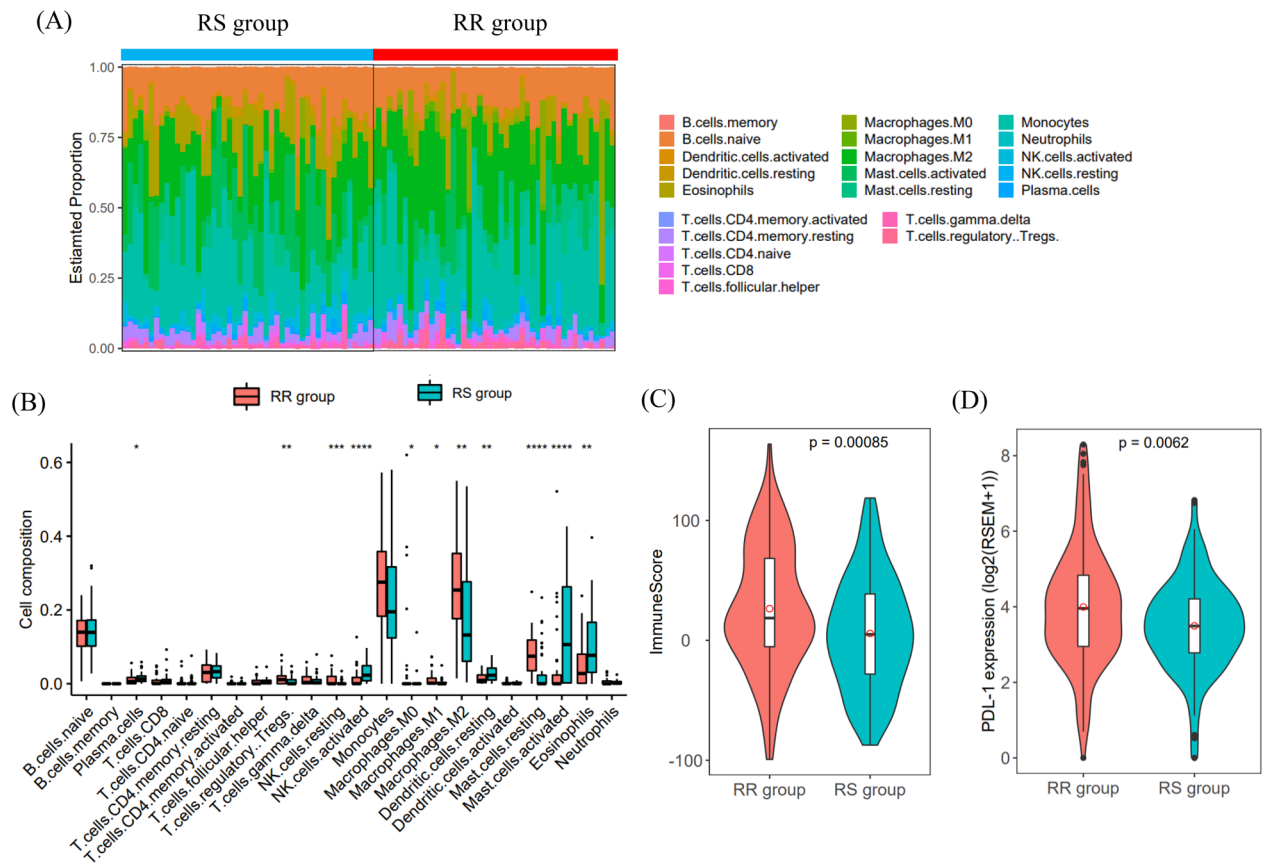 (A)
RS group
RR group
Estiamted Proportion
1.00
0.75
0.50
0.25
0.00
B.cells.memory
B.cells.naive
Dendritic.cells.activated
Dendritic.cells.resting
Eosinophils
Macrophages.M0
Macrophages.M1
Macrophages.M2
Mast.cells.activated
Mast.cells.resting
Monocytes
Neutrophils
NK.cells.activated
NK.cells.resting
Plasma.cells
T.cells.CD4.memory.activated
T.cells.CD4.memory.resting
T.cells.CD4.naive
T.cells.CD8
T.cells.follicular.helper
T.cells.gamma.delta
T.cells.regulatory..Tregs.
(B)
RR group
RS group
* ** *** **** * * ** ** **** **** **
Cell composition
0.6
0.4
0.2
0.0
B.cells.naive
B.cells.memory
Plasma.cells
T.cells.CD8
T.cells.CD4.naive
T.cells.CD4.memory.resting
T.cells.CD4.memory.activated
T.cells.follicular.helper
T.cells.regulatory..Tregs.
T.cells.gamma.delta
NK.cells.resting
NK.cells.activated
Monocytes
Macrophages.M0
Macrophages.M1
Macrophages.M2
Dendritic.cells.resting
Dendritic.cells.activated
Mast.cells.resting
Mast.cells.activated
Eosinophils
Neutrophils
(C)
p = 0.00085
ImmuneScore
100
0
-100
RR group
RS group
(D)
p = 0.0062
PDL-1 expression (log2(RSEM+1))
8
6
4
2
0
RR group
RS group